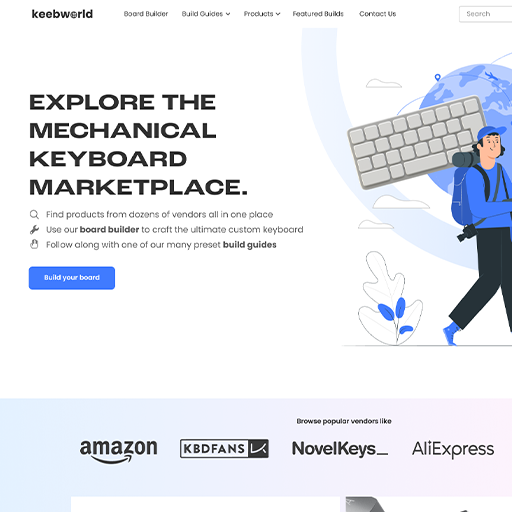 keebworld
Board Builder
Build Guides
Products
Featured Builds
Contact Us
Search
EXPLORE THE
MECHANICAL
KEYBOARD
MARKETPLACE.
Find products from dozens of vendors all in one place
Use our board builder to craft the ultimate custom keyboard
Follow along with one of our many preset build guides
Build your board
Browse popular vendors like
amazon
KBDFANS
NovelKeys_
AliExpress